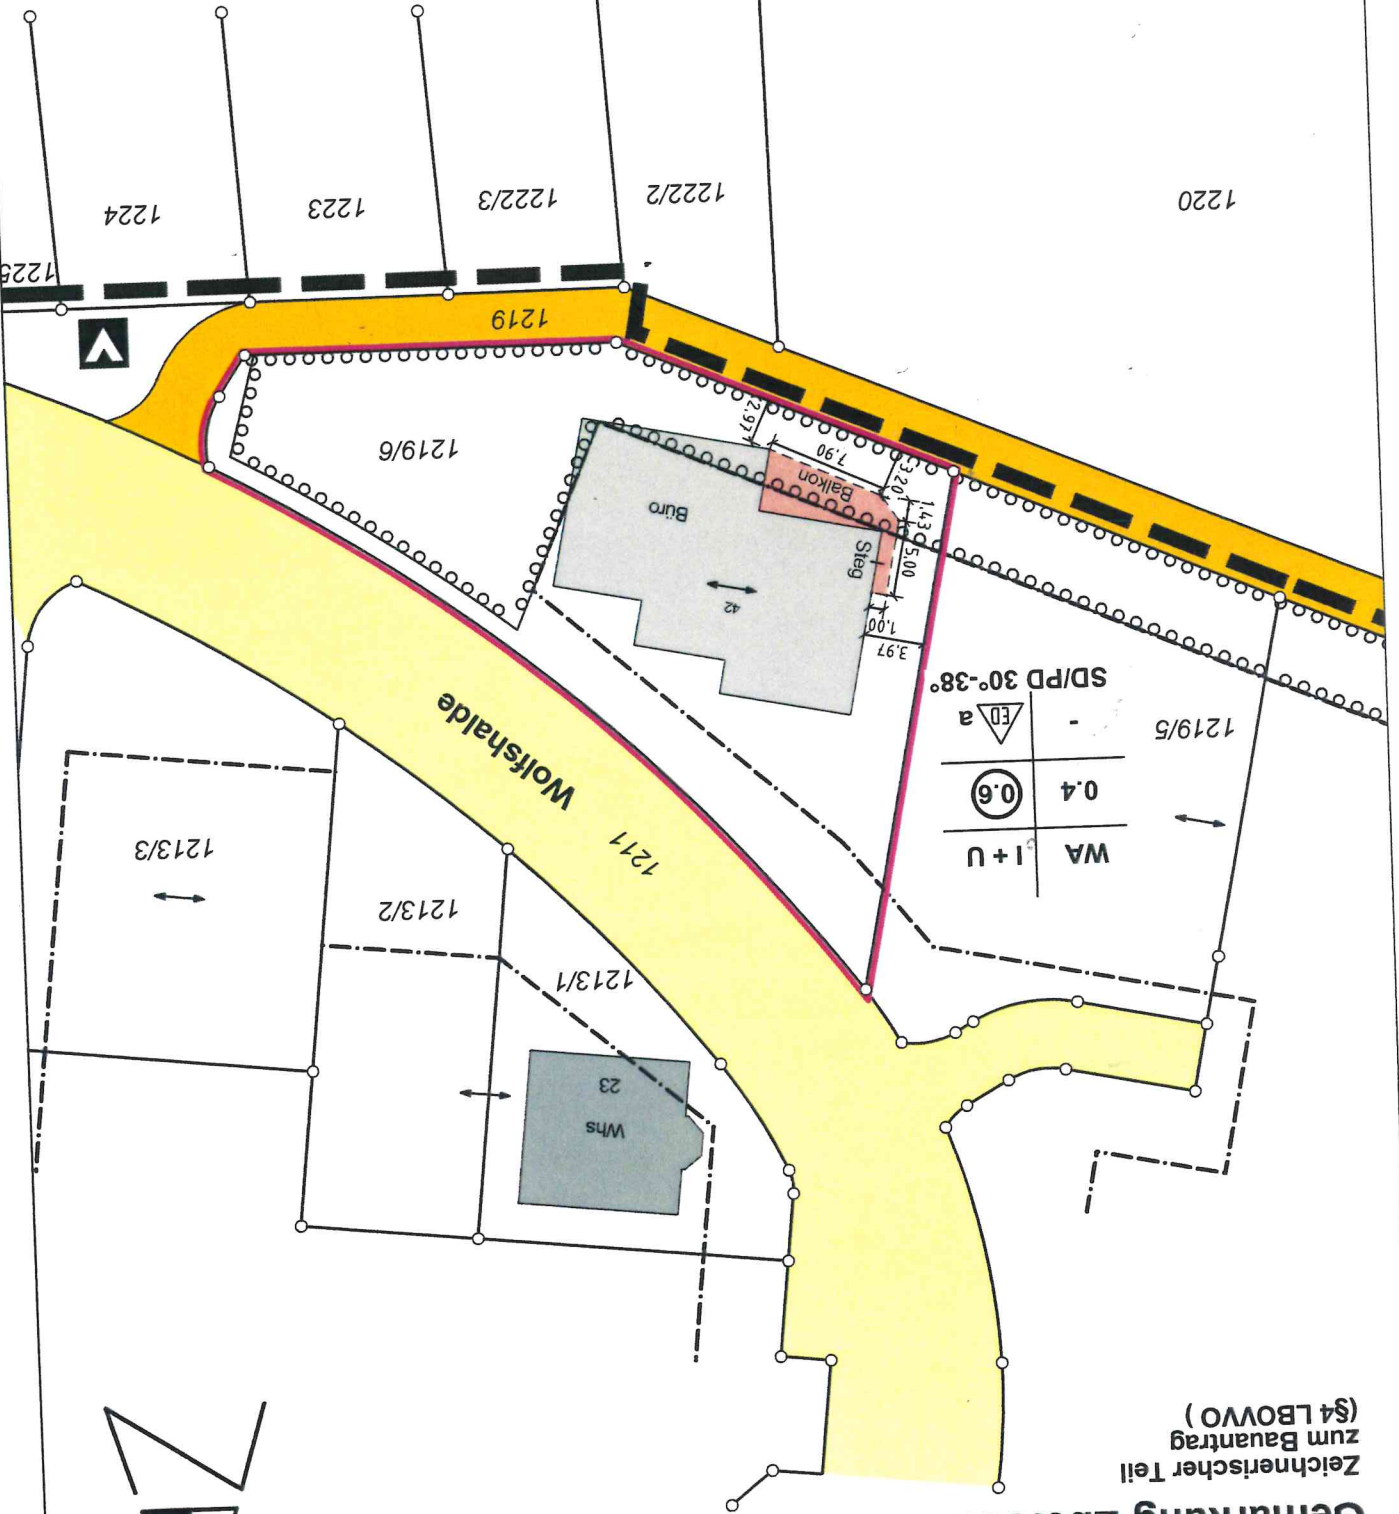 Gemarkung
Zeichnerischer Teil
zum Bauantrag
(§4 LBOVVO )
Whs
23
1213/1
1213/2
1213/3
1211
Wolfshalde
WA
I + U
0.4
0.6
-
ED
a
SD/PD 30°-38°
1219/5
3.97
1.00
42
Steg
5.00
1.43
Büro
Balkon
3.20
7.90
2.97
1219/6
1219
1225
1220
1222/2
1222/3
1223
1224